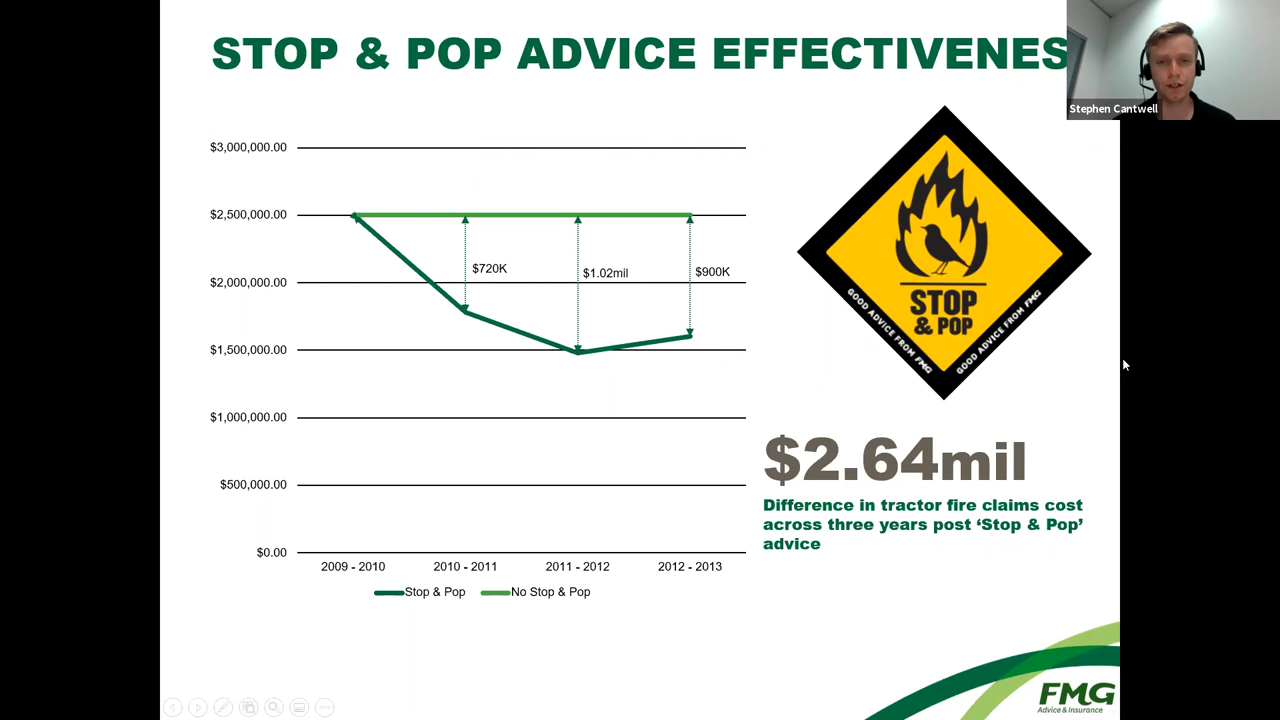 STOP & POP ADVICE EFFECTIVENES
Stephen Cantwell
$3,000,000.00
$2,500,000.00
$2,000,000.00
$1,500,000.00
$1,000,000.00
$500,000.00
$0.00
$720K
$1.02mil
$900K
2009 - 2010
2010 - 2011
2011 - 2012
2012 - 2013
Stop & Pop
No Stop & Pop
STOP
& POP
GOOD ADVICE FROM FMG
GOOD ADVICE FROM FMG
$2.64mil
Difference in tractor fire claims cost
across three years post ‘Stop & Pop’
advice
FMG
Advice & Insurance